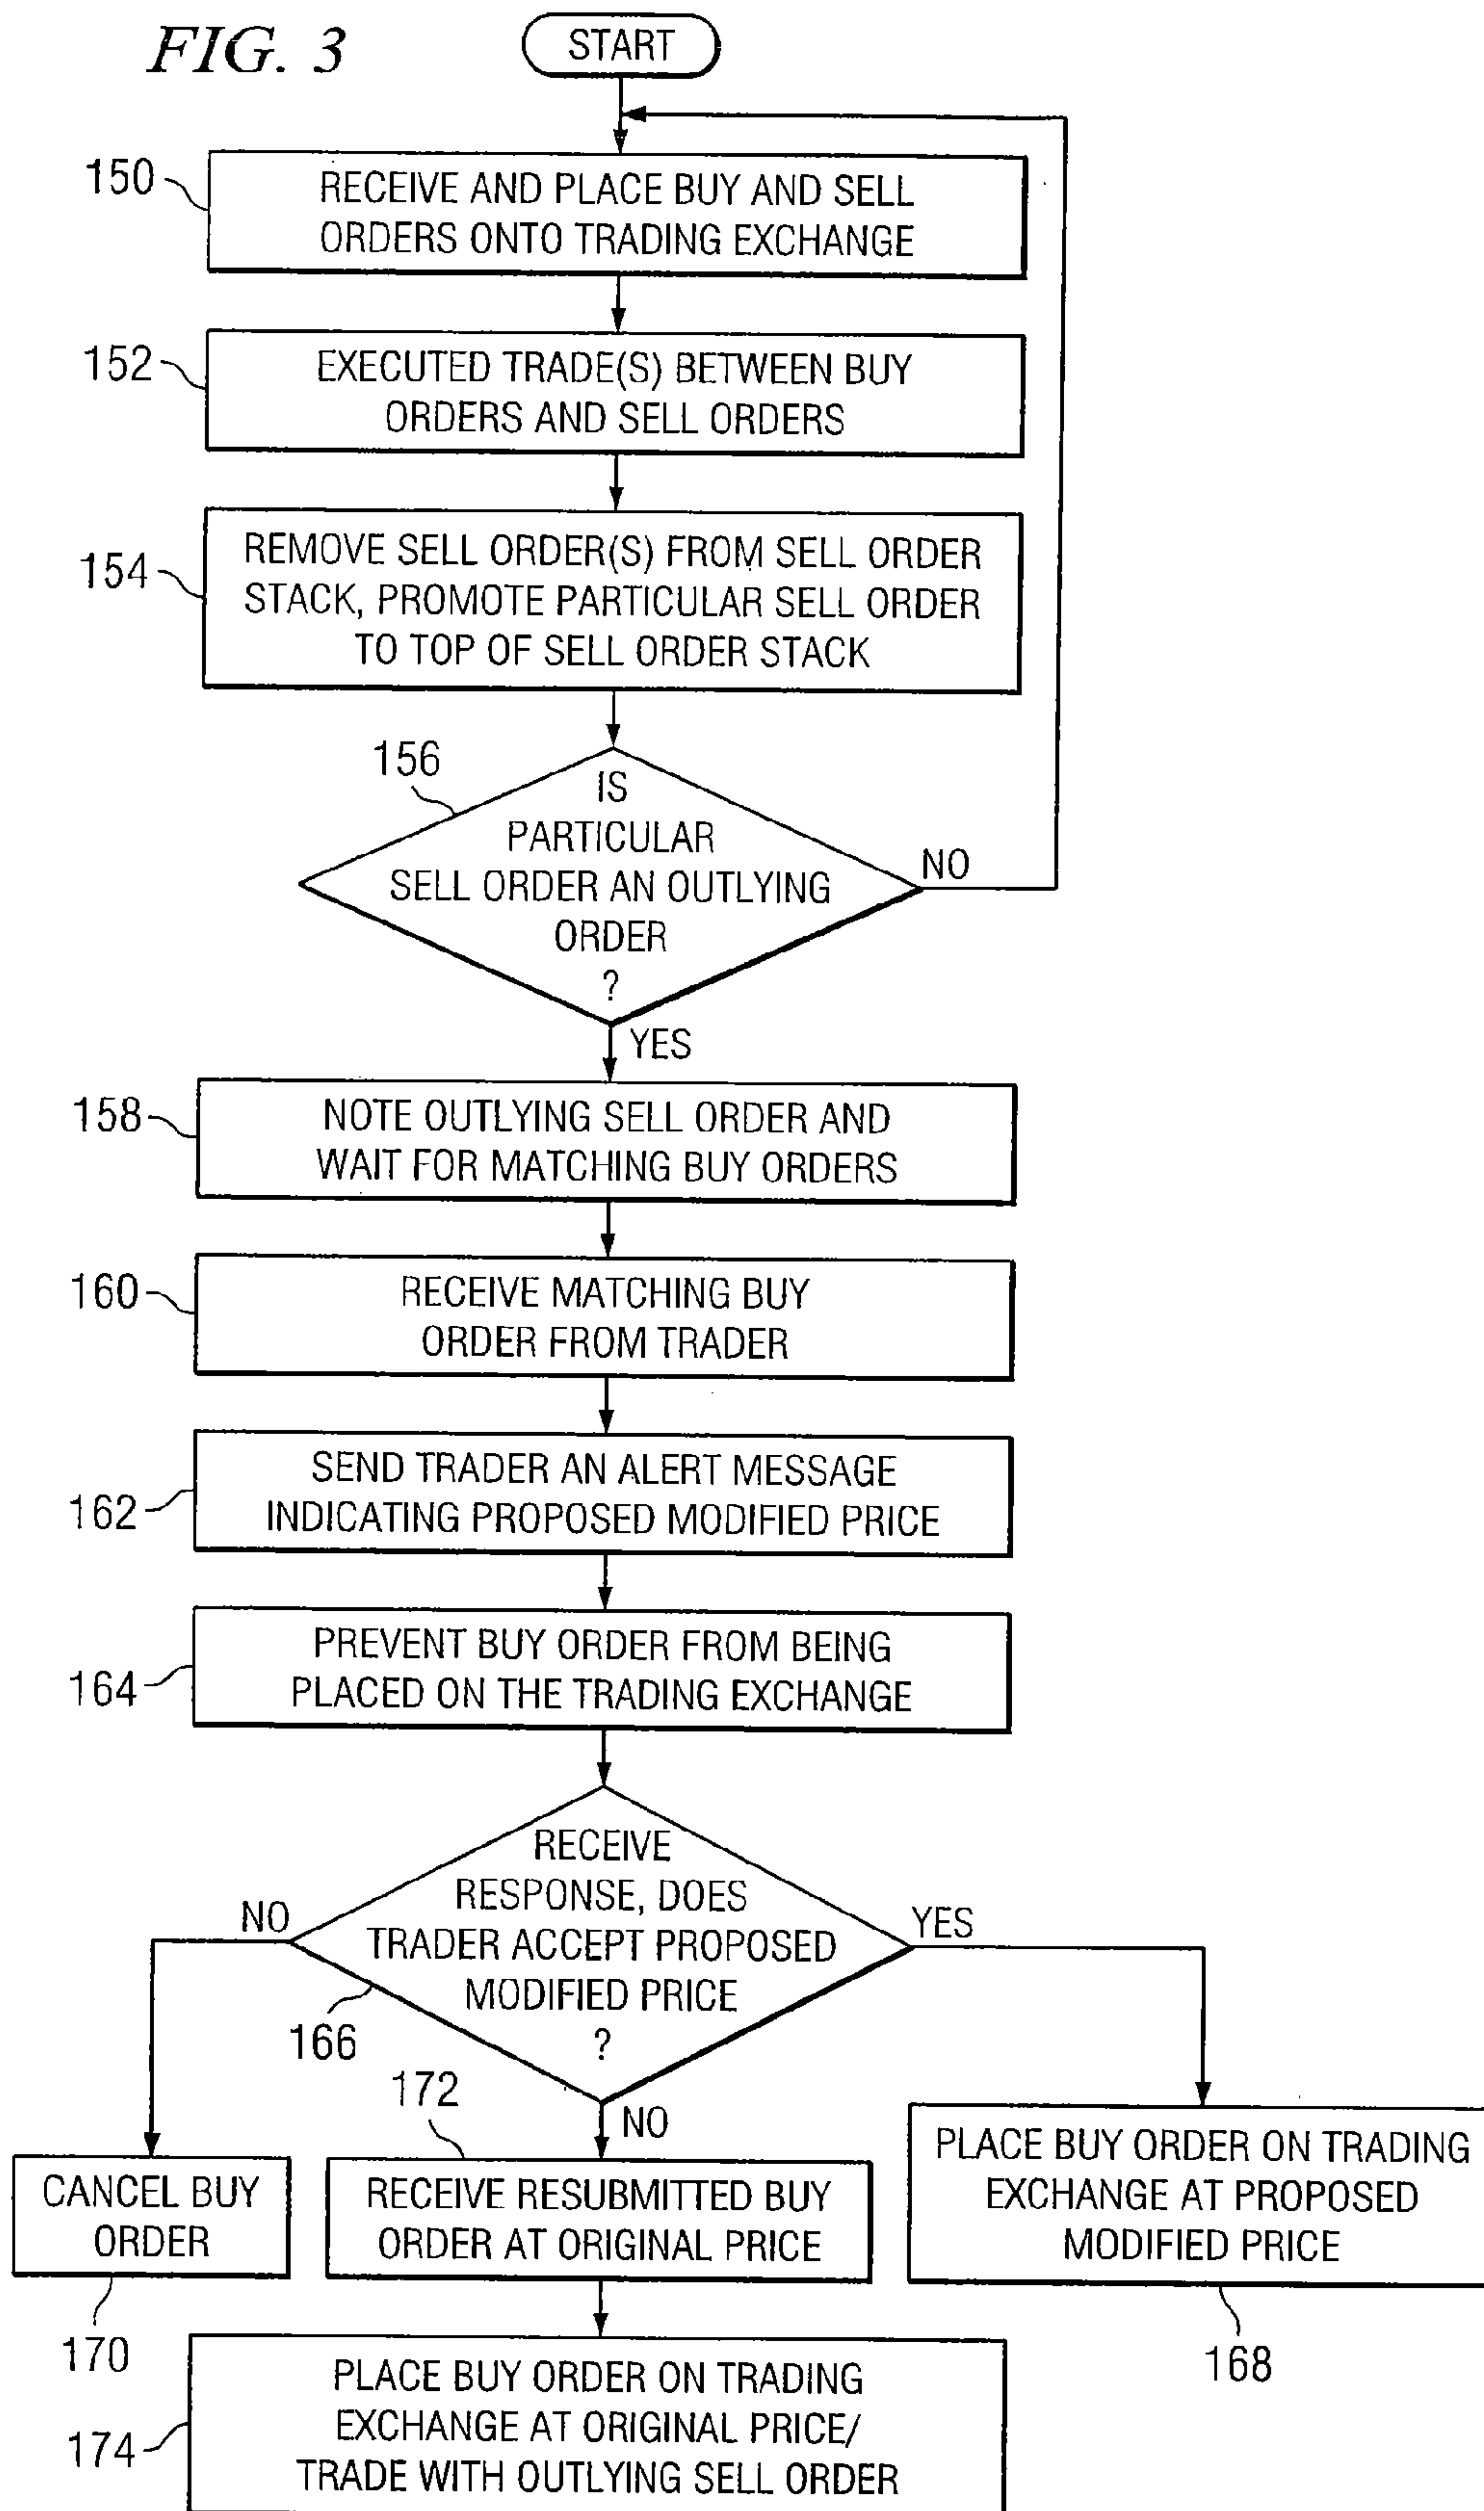 FIG. 3
START
150
RECEIVE AND PLACE BUY AND SELL
ORDERS ONTO TRADING EXCHANGE
152
EXECUTED TRADE(S) BETWEEN BUY
ORDERS AND SELL ORDERS
154
REMOVE SELL ORDER(S) FROM SELL ORDER
STACK, PROMOTE PARTICULAR SELL ORDER
TO TOP OF SELL ORDER STACK
156
IS
PARTICULAR
SELL ORDER AN OUTLYING
ORDER
?
NO
YES
158
NOTE OUTLYING SELL ORDER AND
WAIT FOR MATCHING BUY ORDERS
160
RECEIVE MATCHING BUY
ORDER FROM TRADER
162
SEND TRADER AN ALERT MESSAGE
INDICATING PROPOSED MODIFIED PRICE
164
PREVENT BUY ORDER FROM BEING
PLACED ON THE TRADING EXCHANGE
RECEIVE
RESPONSE, DOES
TRADER ACCEPT PROPOSED
MODIFIED PRICE
?
166
NO
YES
172
NO
CANCEL BUY
ORDER
170
RECEIVE RESUBMITTED BUY
ORDER AT ORIGINAL PRICE
PLACE BUY ORDER ON TRADING
EXCHANGE AT PROPOSED
MODIFIED PRICE
168
174
PLACE BUY ORDER ON TRADING
EXCHANGE AT ORIGINAL PRICE/
TRADE WITH OUTLYING SELL ORDER